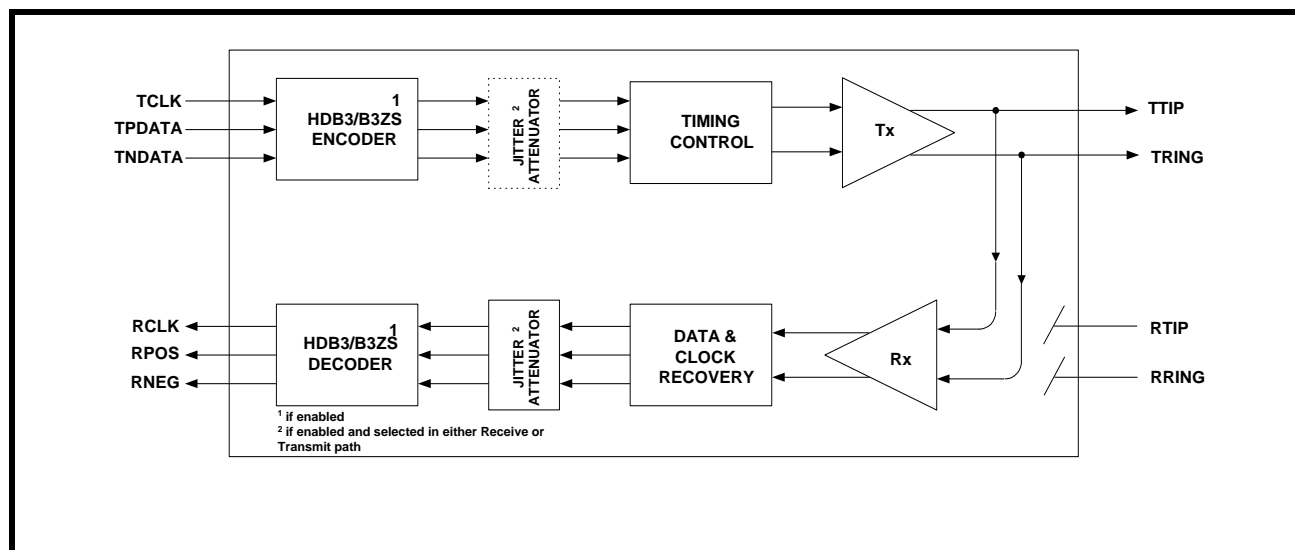 TCLK
TPDATA
TNDATA
1
HDB3/B3ZS
ENCODER
JITTER 2
ATTENUATOR
TIMING
CONTROL
Tx
TTIP
TRING
RCLK
RPOS
RNEG
1
HDB3/B3ZS
DECODER
JITTER 2
ATTENUATOR
DATA &
CLOCK
RECOVERY
Rx
RTIP
RRING
1 if enabled
2 if enabled and selected in either Receive or
Transmit path